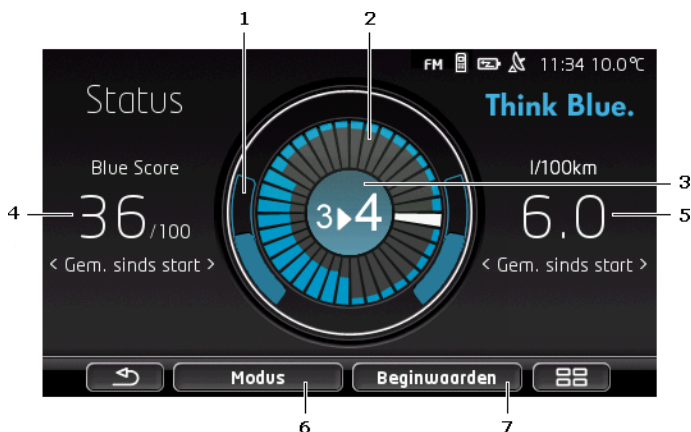 1
2
FM 11:34 10.0°C
Status
Think Blue.
Blue Score
l/100km
3
3▸4
4
36/100
6.0
5
< Gem. sinds start >
< Gem. sinds start >
Modus
Beginwaarden
6
7